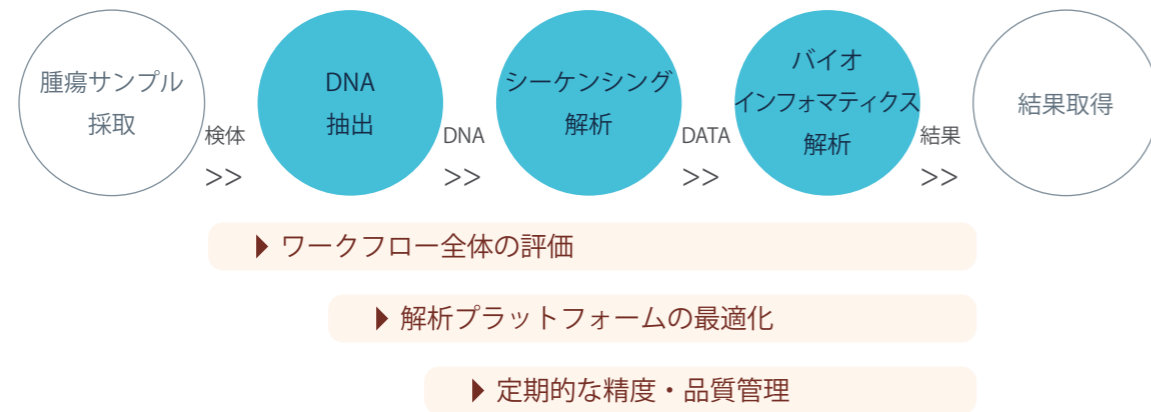 腫瘍サンプル
採取
検体
>>
DNA
抽出
DNA
>>
シーケンシング
解析
DATA
>>
バイオ
インフォマティクス
解析
結果
>>
結果取得
ワークフロー全体の評価
解析プラットフォームの最適化
定期的な精度・品質管理